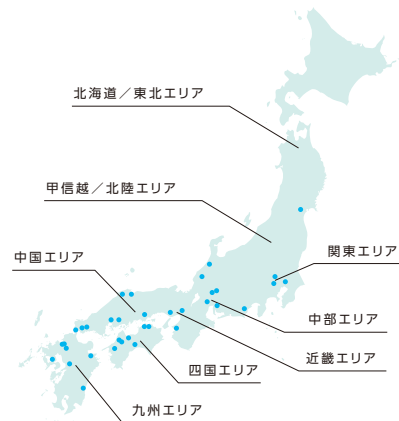 北海道／東北エリア
甲信越／北陸エリア
関東エリア
中国エリア
中部エリア
近畿エリア
四国エリア
九州エリア